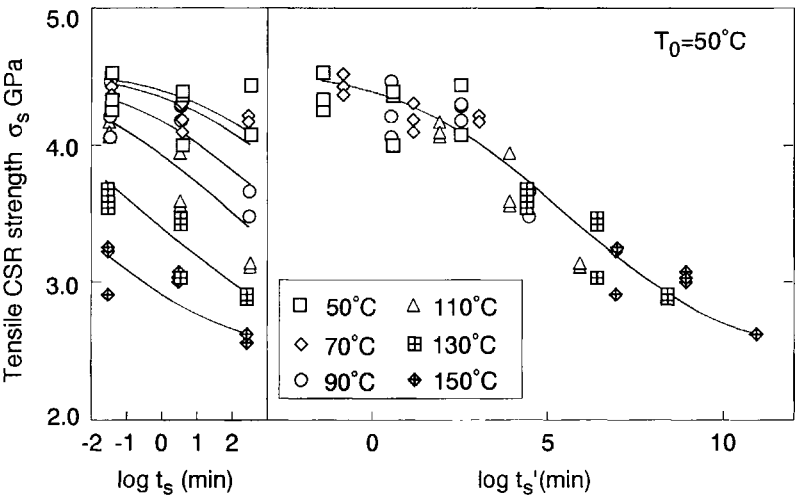 5.0
4.0
3.0
2.0
Tensile CSR strength σs GPa
T0=50°C
50°C
70°C
90°C
110°C
130°C
150°C
-2 -1 0 1 2
0 5 10
log ts (min)
log ts'(min)